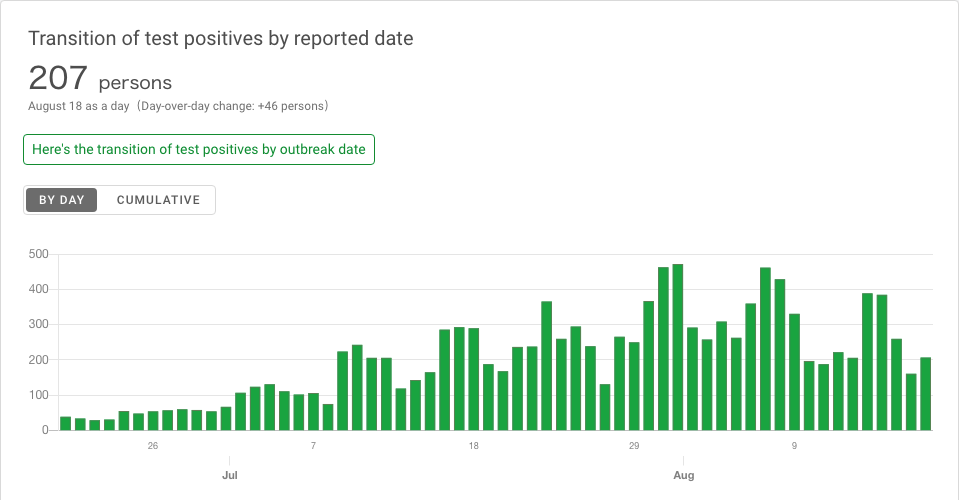 Transition of test positives by reported date
207 persons
August 18 as a day (Day-over-day change: +46 persons)
Here's the transition of test positives by outbreak date
BY DAY CUMULATIVE
500
400
300
200
100
0
26 7 18 29 9
Jul Aug